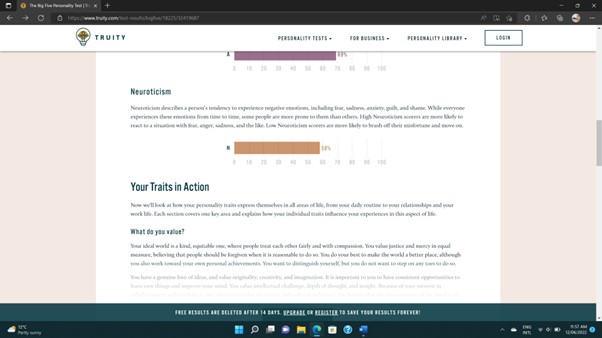 The Big Five Personality Test | Tr
https://www.truity.com/test-results/bigfive/18225/32419687
TRUITY
PERSONALITY TESTS
FOR BUSINESS
PERSONALITY LIBRARY
LOGIN
A
69%
0 10 20 30 40 50 60 70 80 90 100
Neuroticism
Neuroticism describes a person's tendency to experience negative emotions, including fear, sadness, anxiety, guilt, and shame. While everyone
experiences these emotions from time to time, some people are more prone to them than others. High Neuroticism scorers are more likely to
react to a situation with fear, anger, sadness, and the like. Low Neuroticism scorers are more likely to brush off their misfortune and move on.
N
58%
0 10 20 30 40 50 60 70 80 90 100
Your Traits in Action
Now we'll look at how your personality traits express themselves in all areas of life, from your daily routine to your relationships and your
work life. Each section covers one key area and explains how your individual traits influence your experiences in this aspect of life.
What do you value?
Your ideal world is a kind, equitable one, where people treat each other fairly and with compassion. You value justice and mercy in equal
measure, believing that people should be forgiven when it is reasonable to do so. You do your best to make the world a better place, although
you also work toward your own personal achievements. You want to distinguish yourself, but you do not want to step on any toes to do so.
You have a genuine love of ideas, and value originality, creativity, and imagination. It is important to you to have consistent opportunities to
learn new things and improve your mind. You value intellectual challenge, depth of thought, and insight. Because of your interest in
FREE RESULTS ARE DELETED AFTER 14 DAYS. UPGRADE OR REGISTER TO SAVE YOUR RESULTS FOREVER!
12°C
Partly sunny
ENG
INTL
11:57 AM
12/06/2022